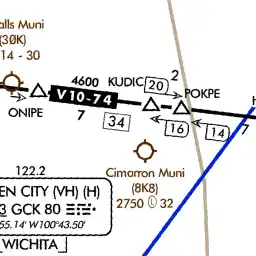 alls Muni
(30K)
14 - 30
4600
KUDIC
20
2
POKPE
V10-74
ONIPE
7
34
16
14
7
H
Cimarron Muni
(8K8)
2750 L 32
122.2
EN CITY (VH) (H)
3 GCK 80
55.14' W100°43.50'
WICHITA